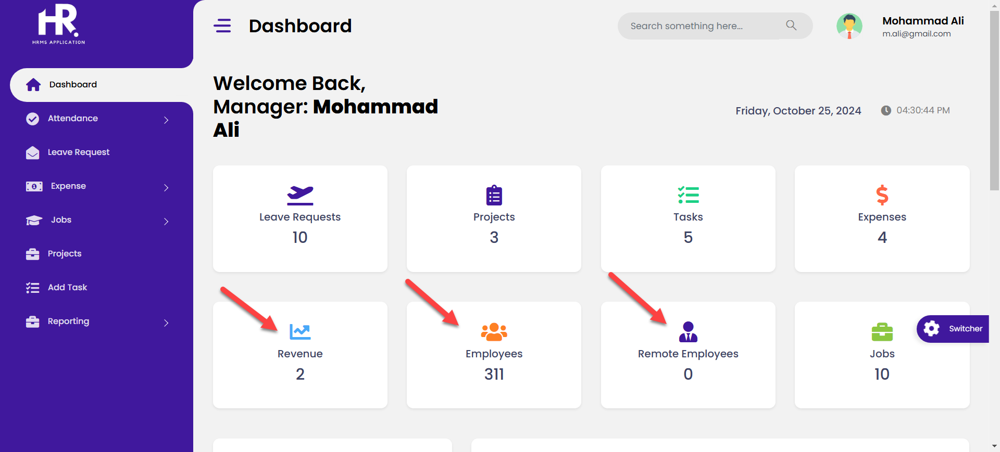 HR.
HRMS APPLICATION
Dashboard
Attendance
Leave Request
Expense
Jobs
Projects
Add Task
Reporting
Dashboard
Search something here...
Mohammad Ali
m.ali@gmail.com
Welcome Back,
Manager: Mohammad
Ali
Friday, October 25, 2024
04:30:44 PM
Leave Requests
10
Projects
3
Tasks
5
Expenses
4
Revenue
2
Employees
311
Remote Employees
0
Jobs
10
Switcher